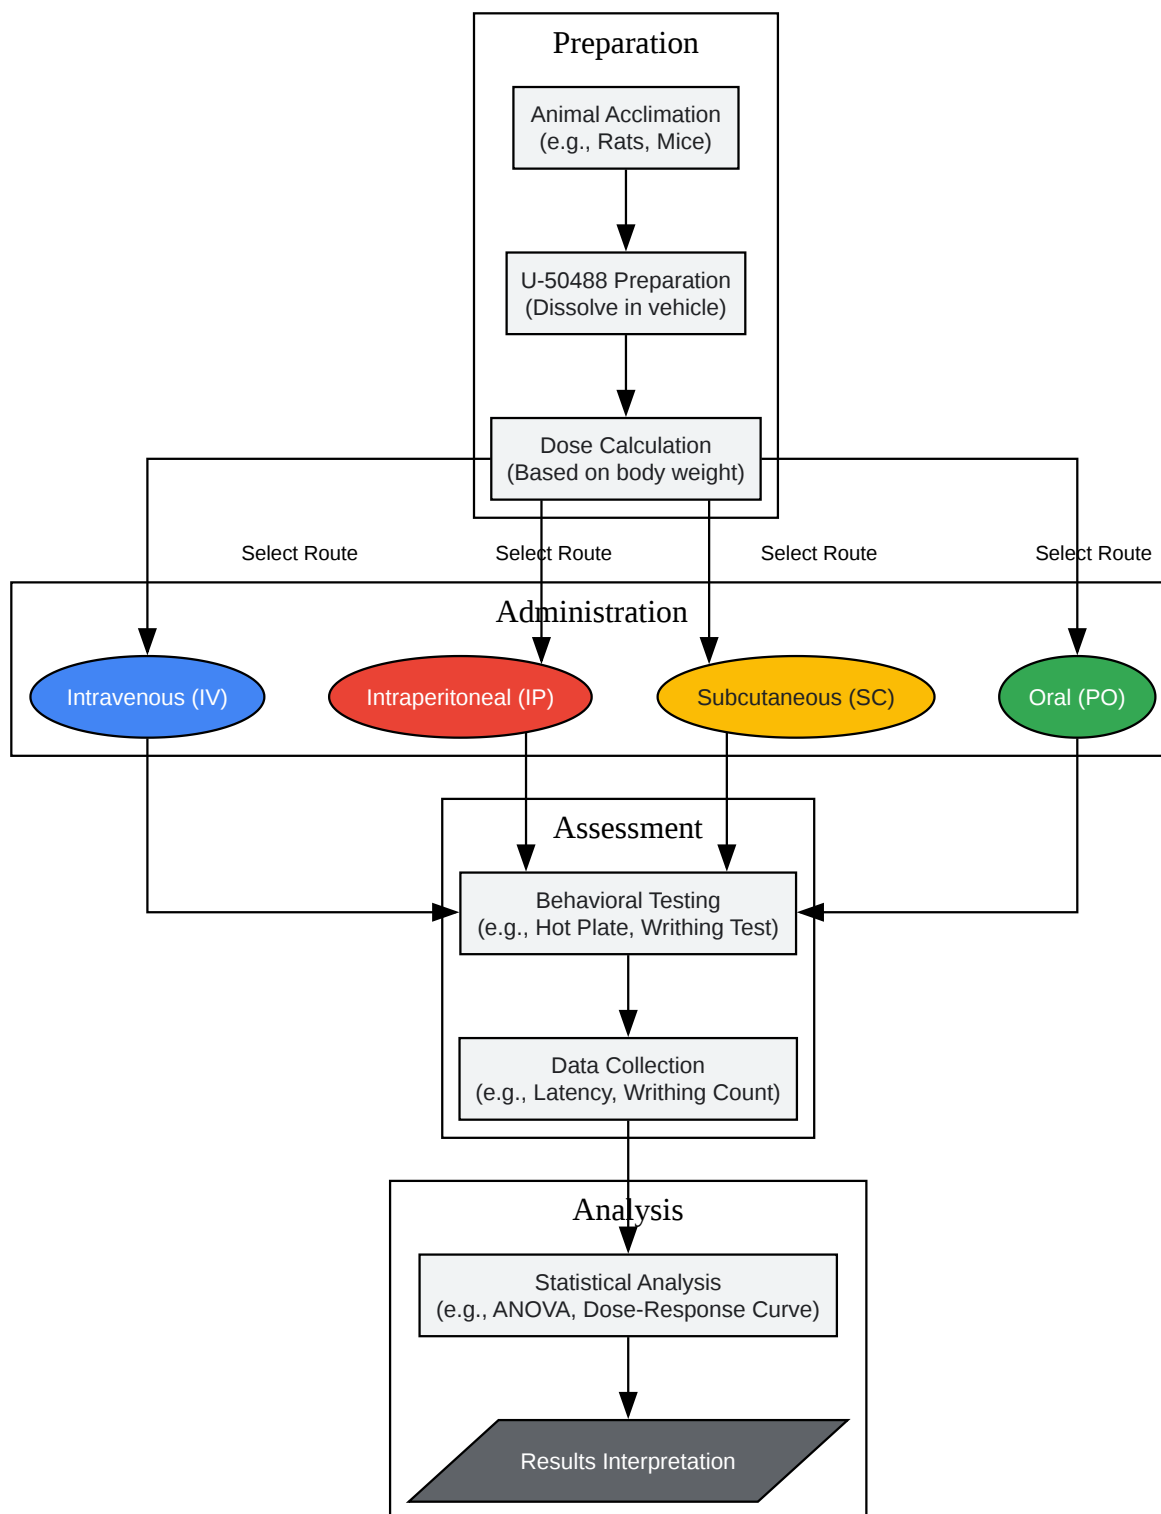 Preparation
Animal Acclimation
(e.g., Rats, Mice)
U-50488 Preparation
(Dissolve in vehicle)
Dose Calculation
(Based on body weight)
Select Route
Select Route
Select Route
Select Route
Administration
Intravenous (IV)
Intraperitoneal (IP)
Subcutaneous (SC)
Oral (PO)
Assessment
Behavioral Testing
(e.g., Hot Plate, Writhing Test)
Data Collection
(e.g., Latency, Writhing Count)
Analysis
Statistical Analysis
(e.g., ANOVA, Dose-Response Curve)
Results Interpretation